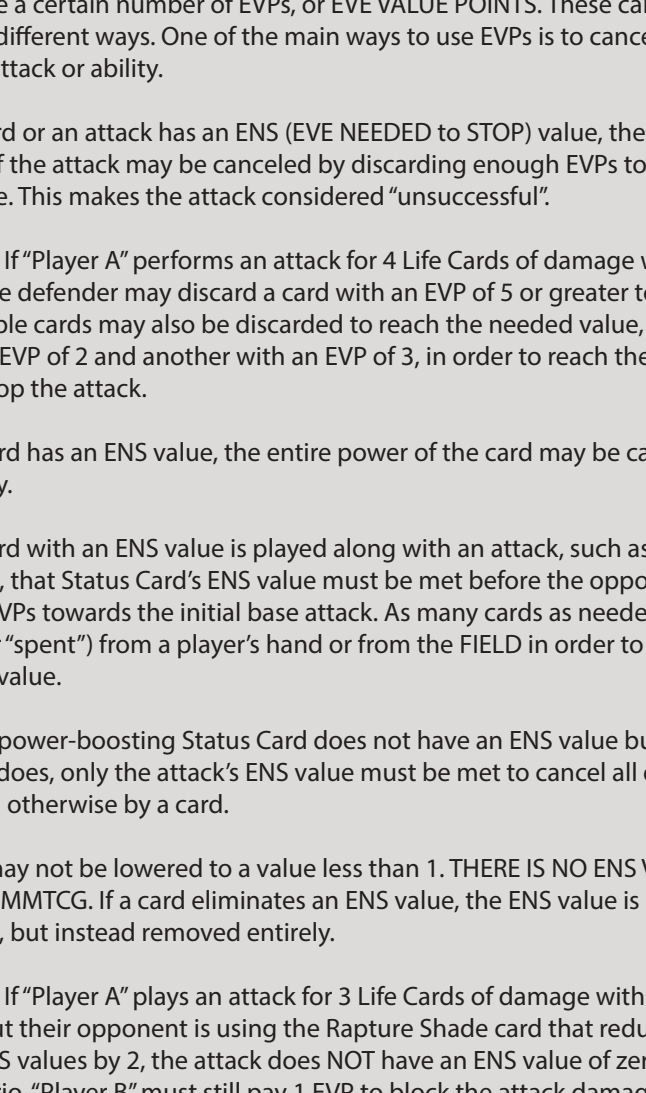 e a certain number of EVPs, or EVE VALUE POINTS. These ca
different ways. One of the main ways to use EVPs is to cance
ttack or ability.
rd or an attack has an ENS (EVE NEEDED to STOP) value, the
f the attack may be canceled by discarding enough EVPs to
e. This makes the attack considered “unsuccessful”.
If “Player A” performs an attack for 4 Life Cards of damage w
e defender may discard a card with an EVP of 5 or greater to
ple cards may also be discarded to reach the needed value,
EVP of 2 and another with an EVP of 3, in order to reach the
op the attack.
rd has an ENS value, the entire power of the card may be ca
y.
rd with an ENS value is played along with an attack, such as
, that Status Card’s ENS value must be met before the oppo
VPs towards the initial base attack. As many cards as neede
“spent”) from a player’s hand or from the FIELD in order to
value.
power-boosting Status Card does not have an ENS value bu
does, only the attack’s ENS value must be met to cancel all
otherwise by a card.
may not be lowered to a value less than 1. THERE IS NO ENS V
MMTCG. If a card eliminates an ENS value, the ENS value is
, but instead removed entirely.
If “Player A” plays an attack for 3 Life Cards of damage with
ut their opponent is using the Rapture Shade card that redu
S values by 2, the attack does NOT have an ENS value of zer
rio, “Player B” must still pay 1 EVP to block the attack damag